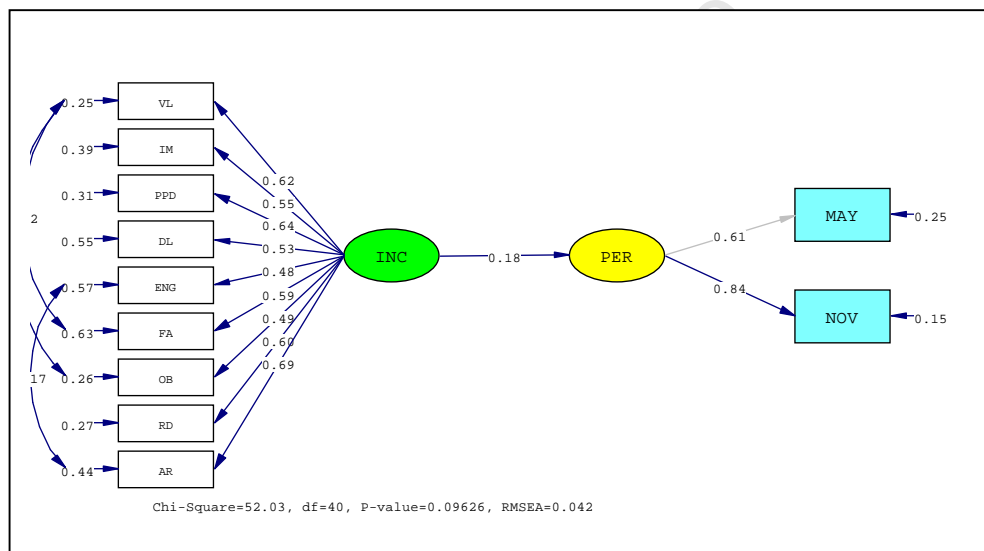 0.25 VL
0.39 IM
0.31 PPD
0.55 DL
0.57 ENG
0.63 FA
0.26 OB
0.27 RD
0.44 AR
2
17
0.62
0.55
0.64
0.53
0.48
0.59
0.49
0.60
0.69
INC
0.18
PER
0.61
0.84
MAY 0.25
NOV 0.15
Chi-Square=52.03, df=40, P-value=0.09626, RMSEA=0.042